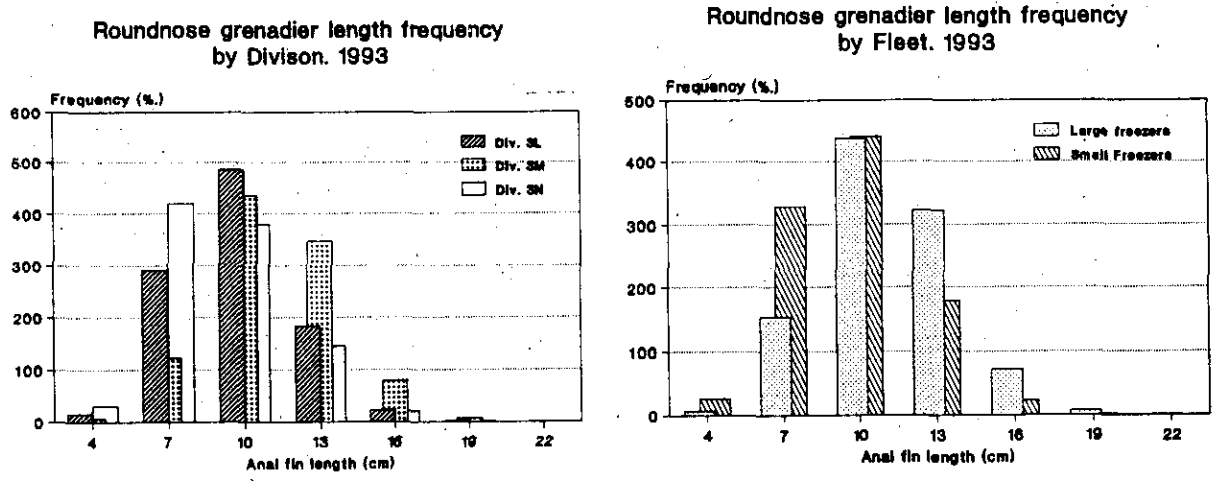 Roundnose grenadier length frequency
by Divison. 1993
Frequency (%.)
600
500
400
300
200
100
0
Div. 3L
Div. 3M
Div. 3N
4 7 10 13 16 19 22
Anal fin length (cm)
Roundnose grenadier length frequency
by Fleet. 1993
Frequency (%.)
500
400
300
200
100
0
Large freezers
Small Freezers
4 7 10 13 16 19 22
Anal fin length (cm)